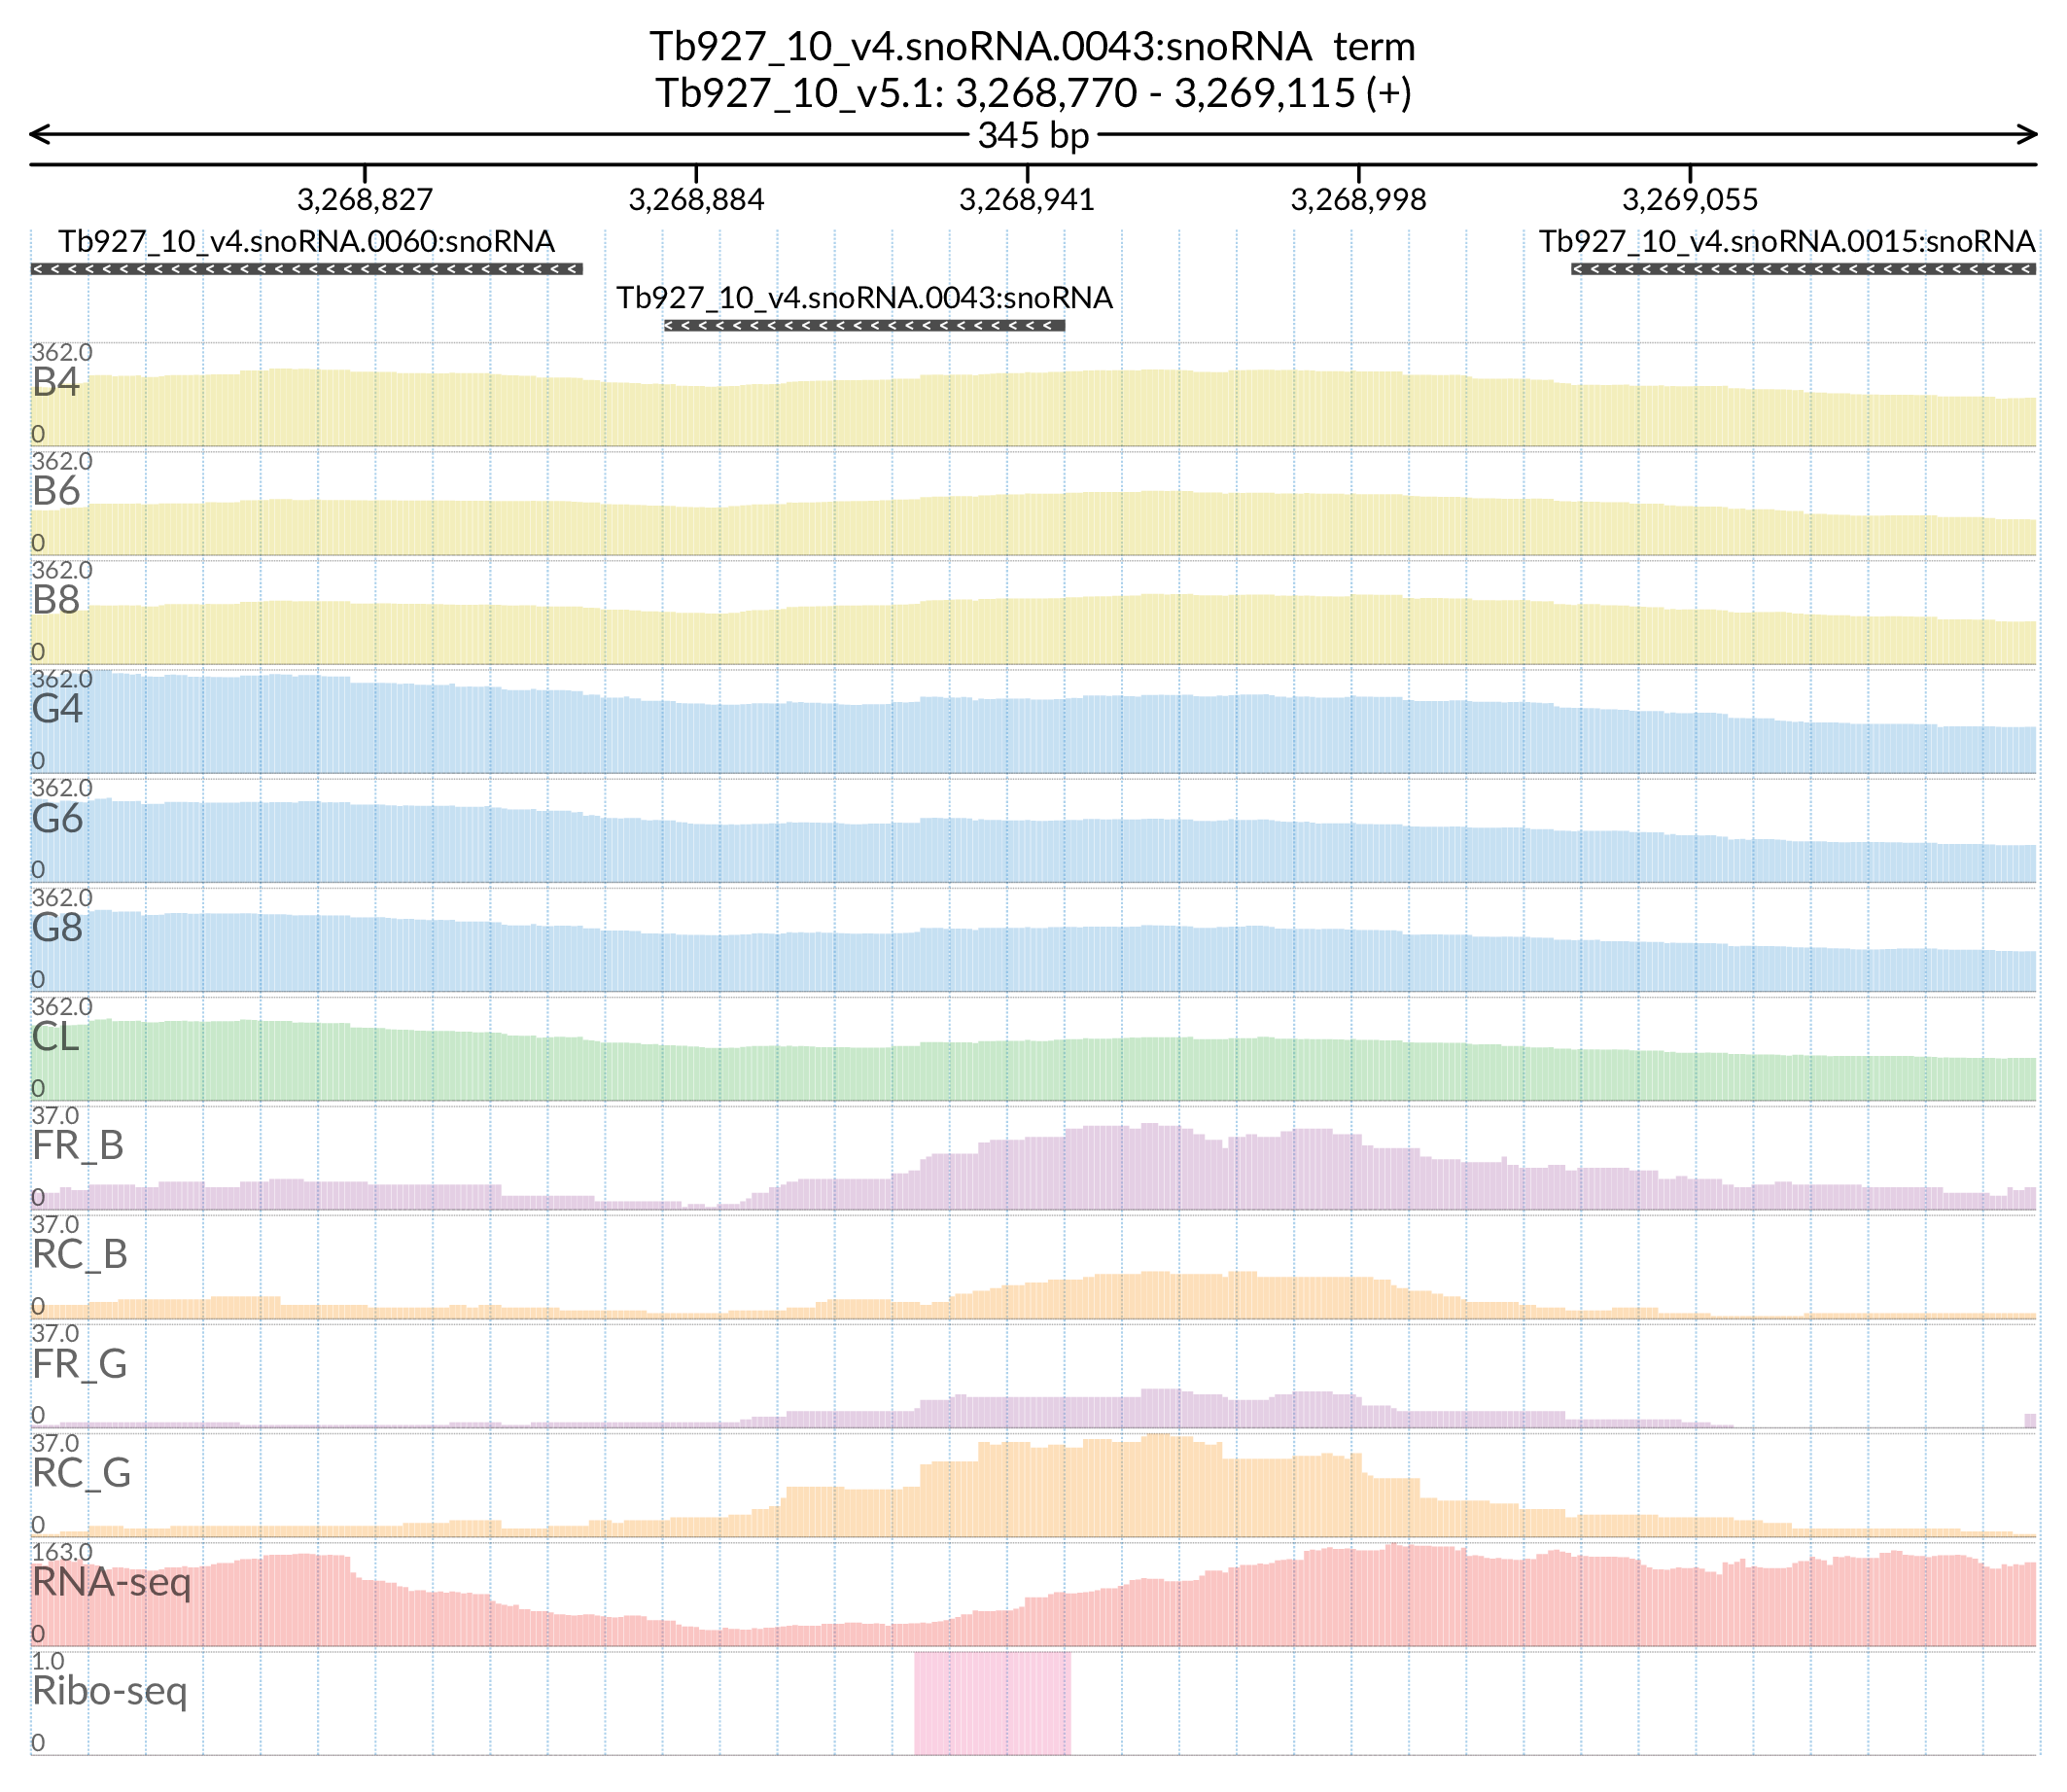 Tb927_10_v4.snoRNA.0043:snoRNA  term
Tb927_10_v5.1: 3,268,770 - 3,269,115 (+)
345 bp
3,268,827 3,268,884 3,268,941 3,268,998 3,269,055
Tb927_10_v4.snoRNA.0060:snoRNA Tb927_10_v4.snoRNA.0015:snoRNA
Tb927_10_v4.snoRNA.0043:snoRNA
362.0
B4
0
362.0
B6
0
362.0
B8
0
362.0
G4
0
362.0
G6
0
362.0
G8
0
362.0
CL
0
37.0
FR_B
0
37.0
RC_B
0
37.0
FR_G
0
37.0
RC_G
0
163.0
RNA-seq
0
1.0
Ribo-seq
0